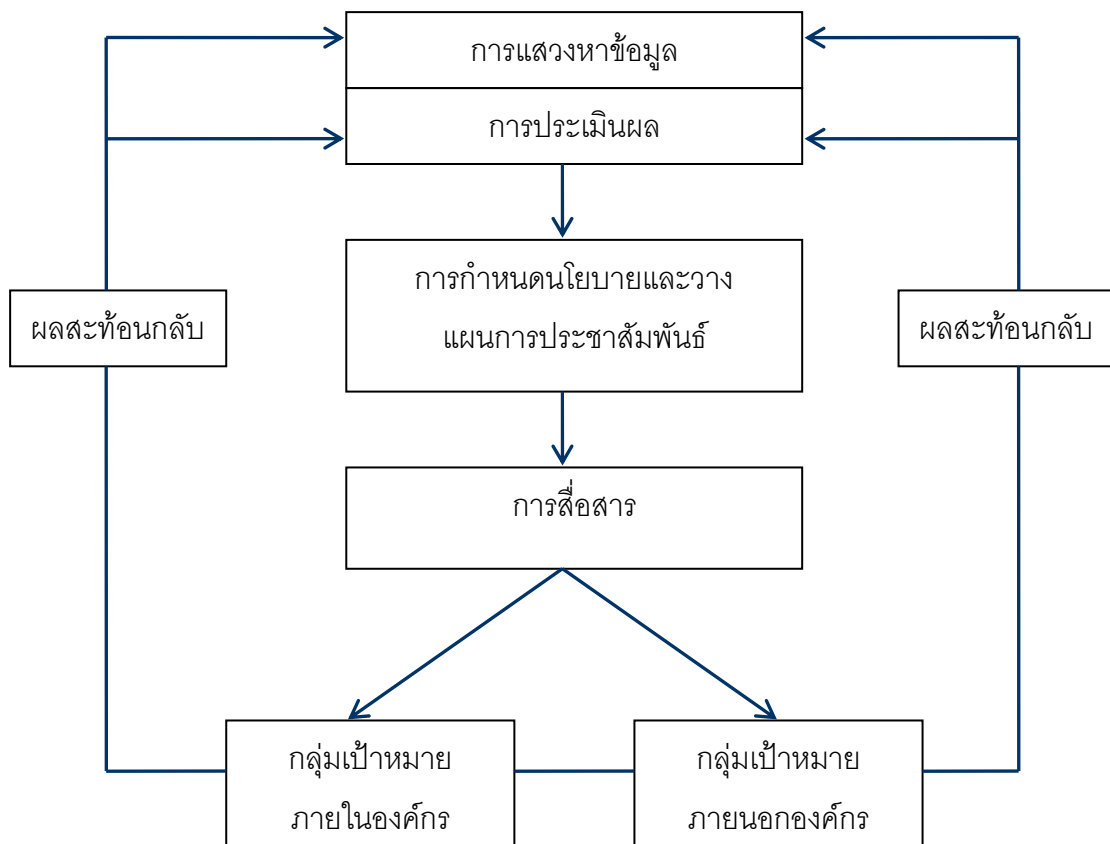 การแสวงหาข้อมูล
การประเมินผล
การกำหนดนโยบายและวาง
แผนการประชาสัมพันธ์
ผลสะท้อนกลับ
ผลสะท้อนกลับ
การสื่อสาร
กลุ่มเป้าหมาย
ภายในองค์กร
กลุ่มเป้าหมาย
ภายนอกองค์กร